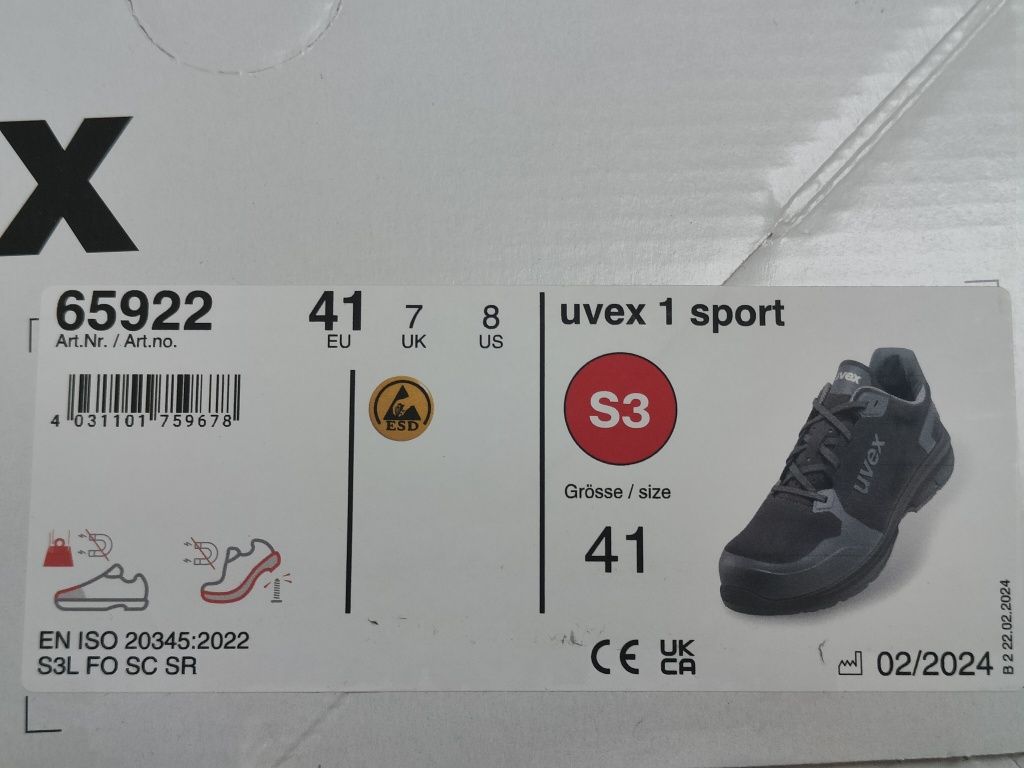 x
65922
Art.Nr. / Art.no.
41 7 8
EU UK US
4 031101 759678
ESD
EN ISO 20345:2022
S3L FO SC SR
uvex 1 sport
S3
Grösse / size
41
uvex
uvex
CE UK
CA
02/2024
B 2 22.02.2024